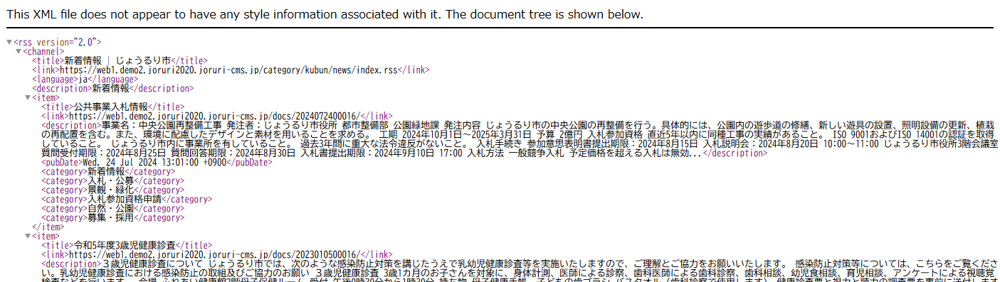 This XML file does not appear to have any style information associated with it. The document tree is shown below.
▼<rss version="2.0">
▼<channel>
<title>新着情報 | じょうるり市</title>
<link>https://web1.demo2.joruri2020.joruri-cms.jp/category/kubun/news/index.rss</link>
<language>ja</language>
<description>新着情報</description>
▼<item>
<title>公共事業入札情報</title>
<link>https://web1.demo2.joruri2020.joruri-cms.jp/docs/2024072400016/</link>
<description>事業名：中央公園再整備工事 発注者：じょうるり市役所 都市整備部 公園緑地課 発注内容 じょうるり市の中央公園の再整備を行う。具体的には、公園内の遊歩道の修繕、新しい遊具の設置、照明設備の更新、植栽
の再配置を含む。また、環境に配慮したデザインと素材を用いることを求める。 工期 2024年10月1日～2025年3月31日 予算 2億円 入札参加資格 直近5年以内に同種工事の実績があること。 ISO 9001およびISO 14001の認証を取得
していること。 じょうるり市内に事業所を有していること。 過去3年間に重大な法令違反がないこと。 入札手続き 参加意思表明書提出期限：2024年8月15日 入札説明会：2024年8月20日 10:00～11:00 じょうるり市役所3階会議室
質問受付期限：2024年8月25日 質問回答期限：2024年8月30日 入札書提出期限：2024年9月10日 17:00 入札方法 一般競争入札 予定価格を超える入札は無効...</description>
<pubDate>Wed, 24 Jul 2024 13:01:00 +0900</pubDate>
<category>新着情報</category>
<category>入札・公募</category>
<category>景観・緑化</category>
<category>入札参加資格申請</category>
<category>自然・公園</category>
<category>募集・採用</category>
</item>
▼<item>
<title>令和5年度3歳児健康診査</title>
<link>https://web1.demo2.joruri2020.joruri-cms.jp/docs/2023010500016/</link>
<description>３歳児健康診査について じょうるり市では、次のような感染防止対策を講じたうえで乳幼児健康診査等を実施いたしますので、ご理解とご協力をお願いいたします。 感染防止対策等については、こちらをご覧くださ
い。乳幼児健康診査における感染防止の取組及びご協力のお願い ３歳児健康診査 3歳1カ月のお子さんを対象に、身体計測、医師による診察、歯科医師による歯科診察、歯科相談、幼児食相談、育児相談、アンケートによる視聴覚